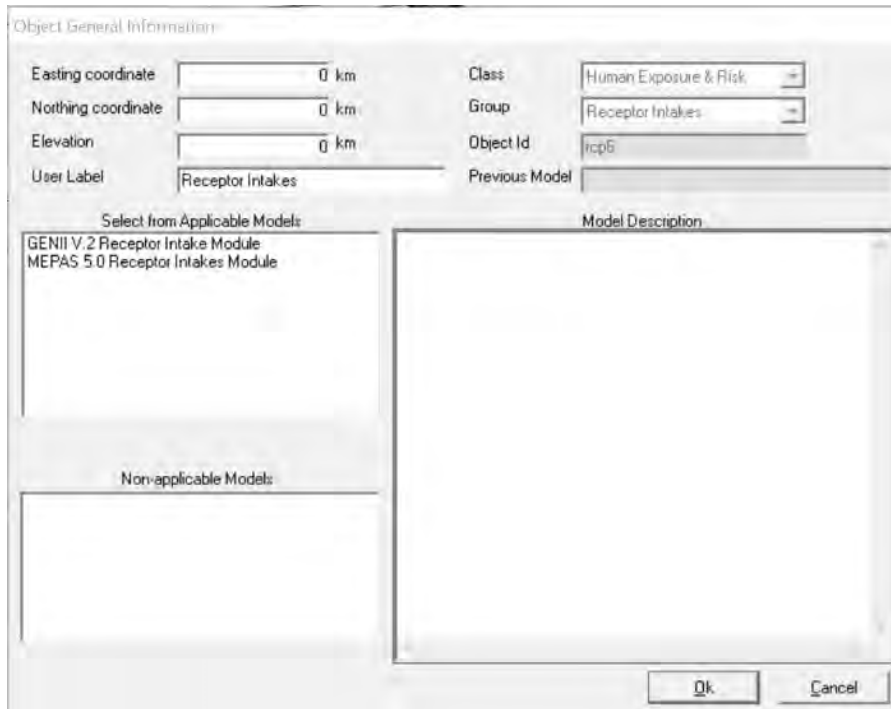 Object General Information
Easting coordinate 0 km Class Human Exposure & Risk
Northing coordinate 0 km Group Receptor Intakes
Elevation 0 km Object Id rcp6
User Label Receptor Intakes Previous Model
Select from Applicable Models Model Description
GENII V.2 Receptor Intake Module
MEPAS 5.0 Receptor Intakes Module
Non-applicable Models
Ok Cancel